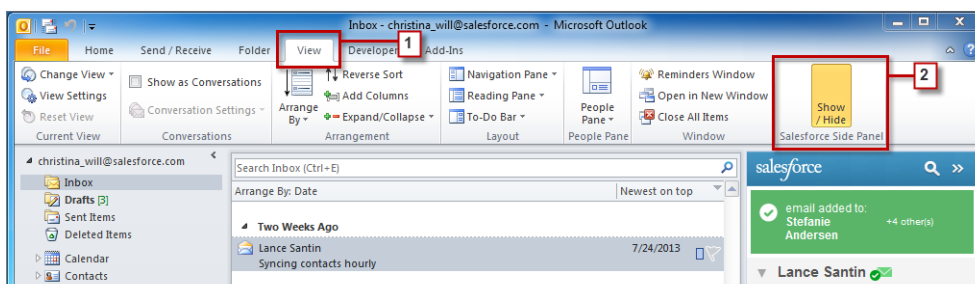 Inbox - christina_will@salesforce.com - Microsoft Outlook
File Home Send / Receive Folder View Developer Add-Ins
1
Change View
View Settings
Reset View
Current View
Show as Conversations
Conversation Settings
Conversations
Arrange By
Reverse Sort
Add Columns
Expand/Collapse
Arrangement
Navigation Pane
Reading Pane
To-Do Bar
Layout
People Pane
People Pane
Reminders Window
Open in New Window
Close All Items
Window
Show
/ Hide
Salesforce Side Panel
2
christina_will@salesforce.com
Inbox
Drafts [3]
Sent Items
Deleted Items
Calendar
Contacts
Search Inbox (Ctrl+E)
Arrange By: Date Newest on top
Two Weeks Ago
Lance Santin 7/24/2013
Syncing contacts hourly
salesforce
email added to:
Stefanie
Andersen
+4 other(s)
Lance Santin